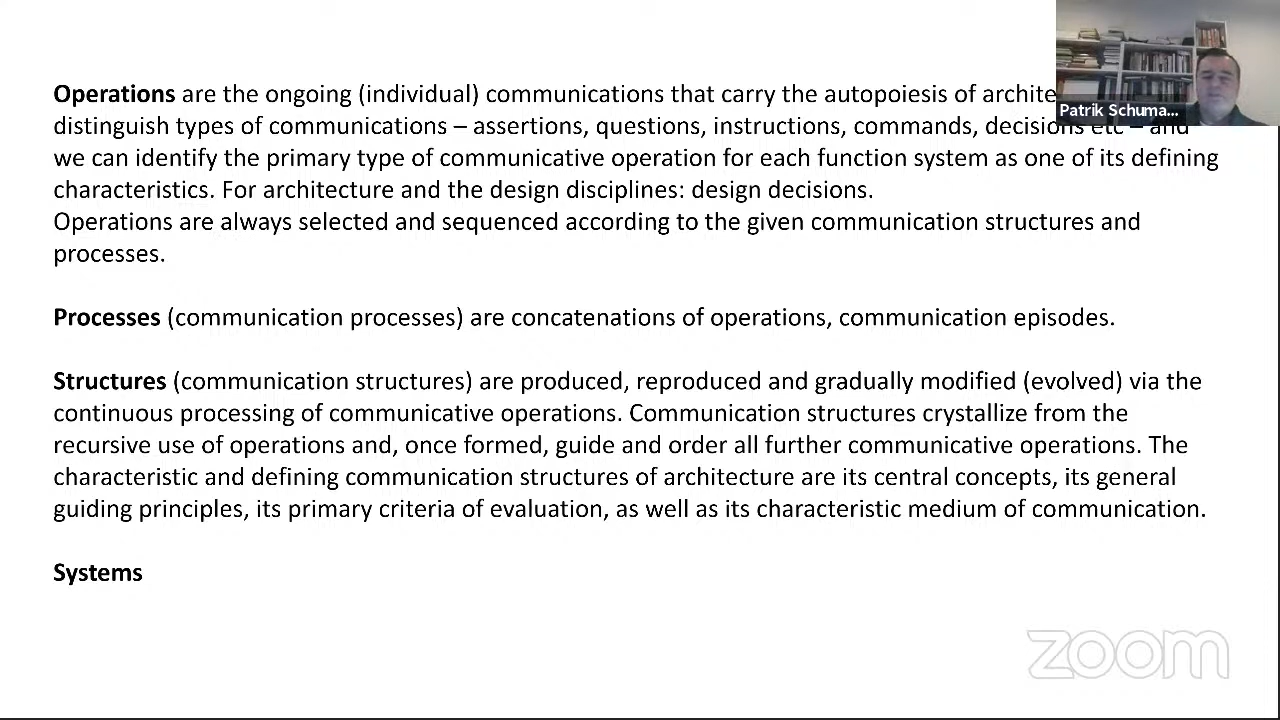 Operations are the ongoing (individual) communications that carry the autopoiesis of archite
distinguish types of communications – assertions, questions, instructions, commands, decisions etc – and
we can identify the primary type of communicative operation for each function system as one of its defining
characteristics. For architecture and the design disciplines: design decisions.
Operations are always selected and sequenced according to the given communication structures and
processes.
Processes (communication processes) are concatenations of operations, communication episodes.
Structures (communication structures) are produced, reproduced and gradually modified (evolved) via the
continuous processing of communicative operations. Communication structures crystallize from the
recursive use of operations and, once formed, guide and order all further communicative operations. The
characteristic and defining communication structures of architecture are its central concepts, its general
guiding principles, its primary criteria of evaluation, as well as its characteristic medium of communication.
Systems
Patrik Schuma...
zoom